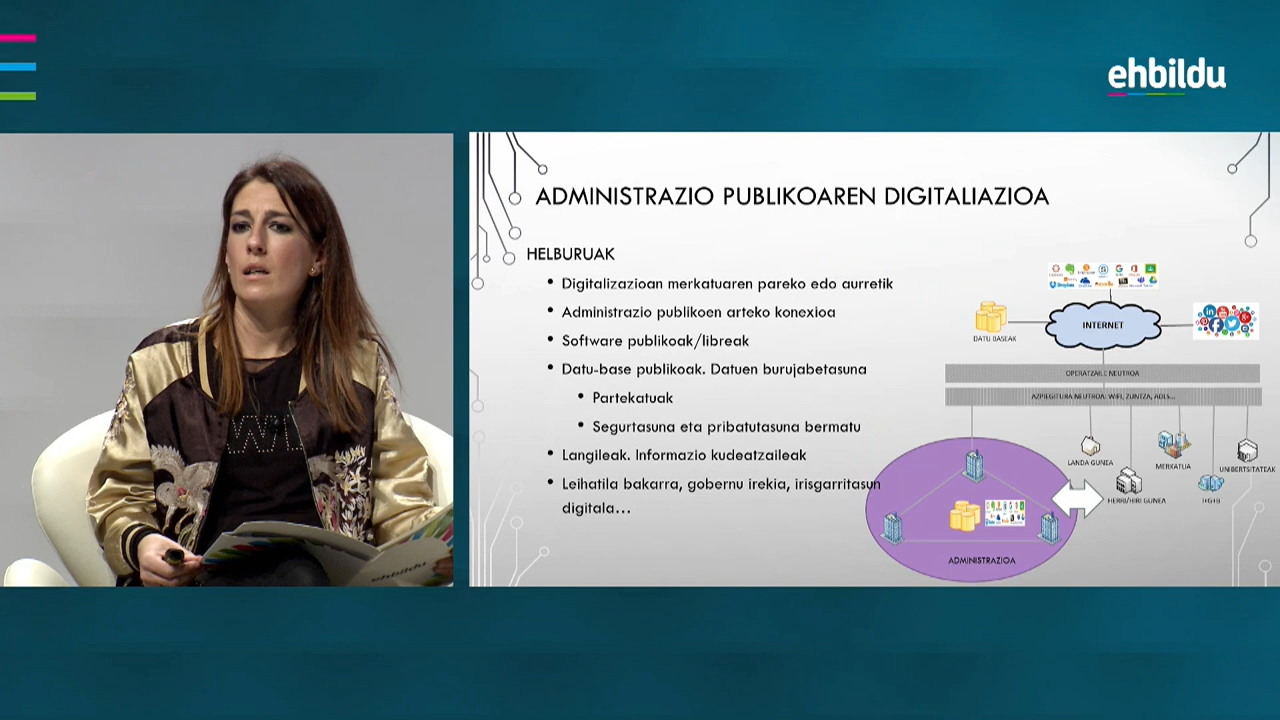 ehbildu
ADMINISTRAZIO PUBLIKOAREN DIGITALIAZIOA
HELBURUAK
• Digitalizazioan merkatuaren pareko edo aurretik
• Administrazio publikoen arteko konexioa
• Software publikoak/libreak
• Datu-base publikoak. Datuen burujabetasuna
• Partekatuak
• Segurtasuna eta pribatutasuna bermatu
• Langileak. Informazio kudeatzaileak
• Leihatila bakarra, gobernu irekia, irisgarritasun
digitala...
INTERNET
DATU BASEAK
OPERATZAILE NEUTROA
AZPIEGITURA NEUTROA: WIFI, ZUNTZA, ADLS...
LANDA GUNEA
MERKATUA
UNIBERTSITATEAK
HERRI/HIRI GUNEA
ADMINISTRAZIOA
ehbildu